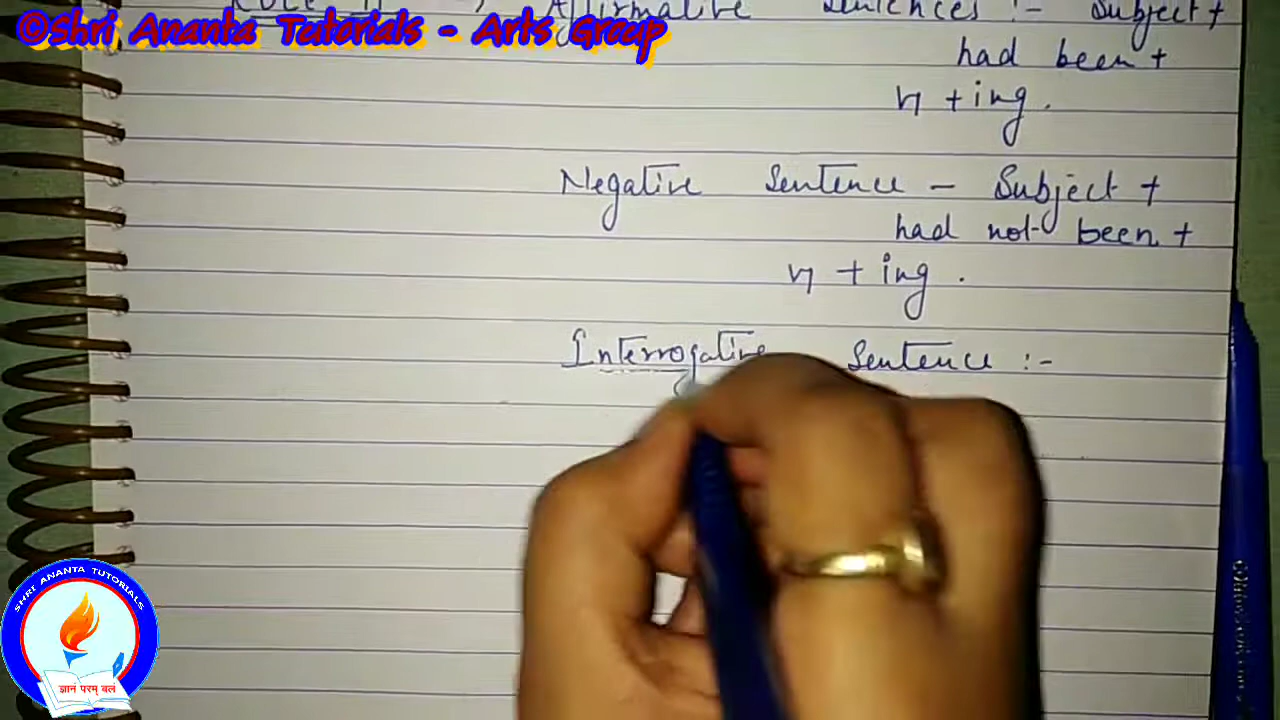 Affirmative Sentences :- Subject +
©Shri Ananta Tutorials - Arts Group
had been +
V1 + ing.
Negative Sentence - Subject +
had not been +
V1 + ing.
Interrogative Sentence :-
SHRI ANANTA TUTORIALS
ज्ञानं परम् बलं